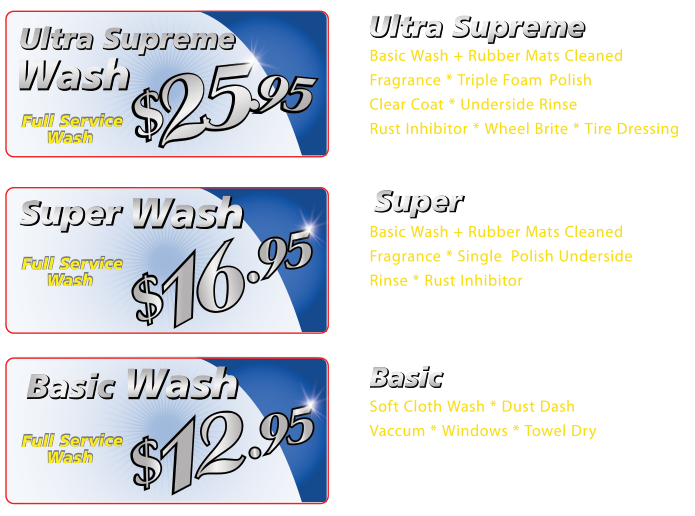 Ultra Supreme
Wash
$25.95
Full Service
Wash
Ultra Supreme
Basic Wash + Rubber Mats Cleaned
Fragrance * Triple Foam Polish
Clear Coat * Underside Rinse
Rust Inhibitor * Wheel Brite * Tire Dressing
Super Wash
$16.95
Full Service
Wash
Super
Basic Wash + Rubber Mats Cleaned
Fragrance * Single Polish Underside
Rinse * Rust Inhibitor
Basic Wash
$12.95
Full Service
Wash
Basic
Soft Cloth Wash * Dust Dash
Vaccum * Windows * Towel Dry